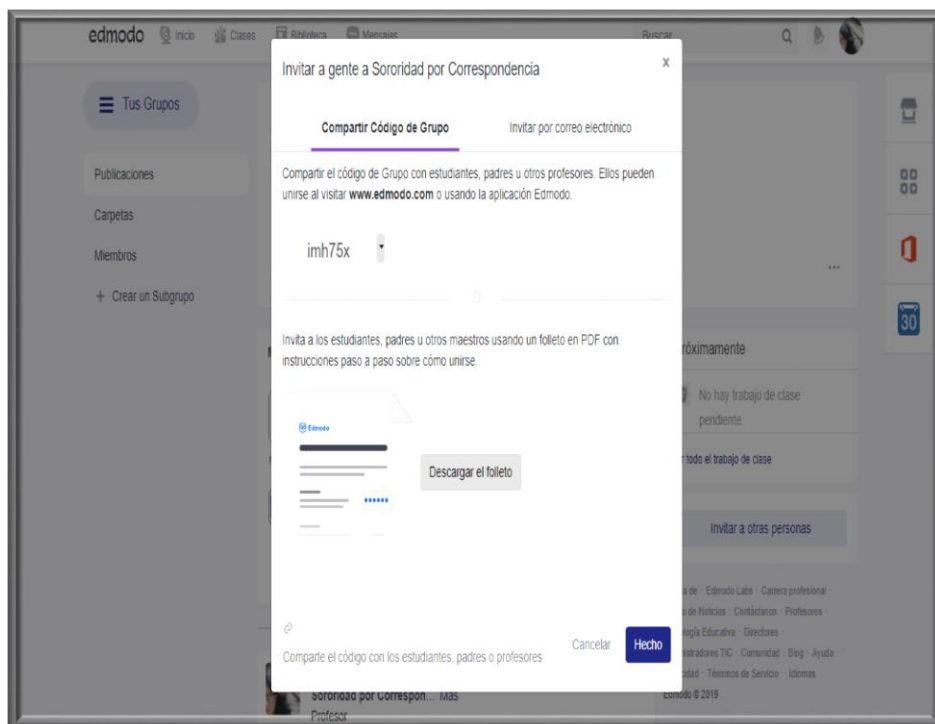 edmodo Inicio Clases Biblioteca Mensajes Buscar
Invitar a gente a Sororidad por Correspondencia x
Tus Grupos
Compartir Código de Grupo Invitar por correo electrónico
Publicaciones
Carpetas
Miembros
+ Crear un Subgrupo
Compartir el código de Grupo con estudiantes, padres u otros profesores. Ellos pueden
unirse al visitar www.edmodo.com o usando la aplicación Edmodo.
imh75x
30
Invita a los estudiantes, padres u otros maestros usando un folleto en PDF con
instrucciones paso a paso sobre cómo unirse.
Edmodo
Descargar el folleto
róximamente
No hay trabajo de clase
pendiente.
r todo el trabajo de clase
Invitar a otras personas
a de · Edmodo Labs · Carrera profesional
o de Noticias · Contáctanos · Profesores ·
ología Educativa · Directores ·
nistradores TIC · Comunidad · Blog · Ayuda ·
cidad · Términos de Servicio · Idiomas
Edmodo © 2019
Cancelar Hecho
Comparte el código con los estudiantes, padres o profesores
Sororidad por Correspon... Más
Profesor